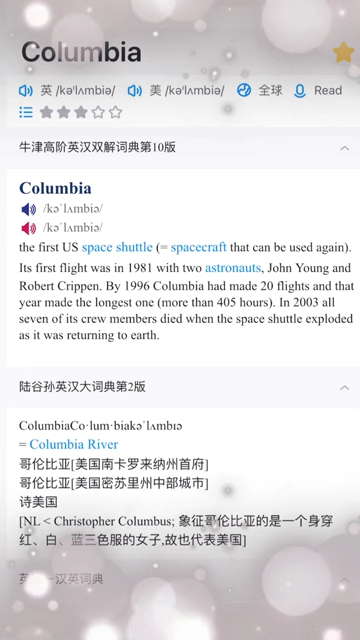 Columbia
英 /kəˈlʌmbiə/ 美 /kəˈlʌmbiə/ 全球 Read
牛津高阶英汉双解词典第10版
Columbia
/kəˈlʌmbiə/
/kəˈlʌmbiə/
the first US space shuttle (= spacecraft that can be used again).
Its first flight was in 1981 with two astronauts, John Young and
Robert Crippen. By 1996 Columbia had made 20 flights and that
year made the longest one (more than 405 hours). In 2003 all
seven of its crew members died when the space shuttle exploded
as it was returning to earth.
陆谷孙英汉大词典第2版
ColumbiaCo·lum·biakəˈlʌmbɪə
= Columbia River
哥伦比亚[美国南卡罗来纳州首府]
哥伦比亚[美国密苏里州中部城市]
诗美国
[NL < Christopher Columbus; 象征哥伦比亚的是一个身穿
红、白、蓝三色服的女子,故也代表美国]
英 - 汉英词典